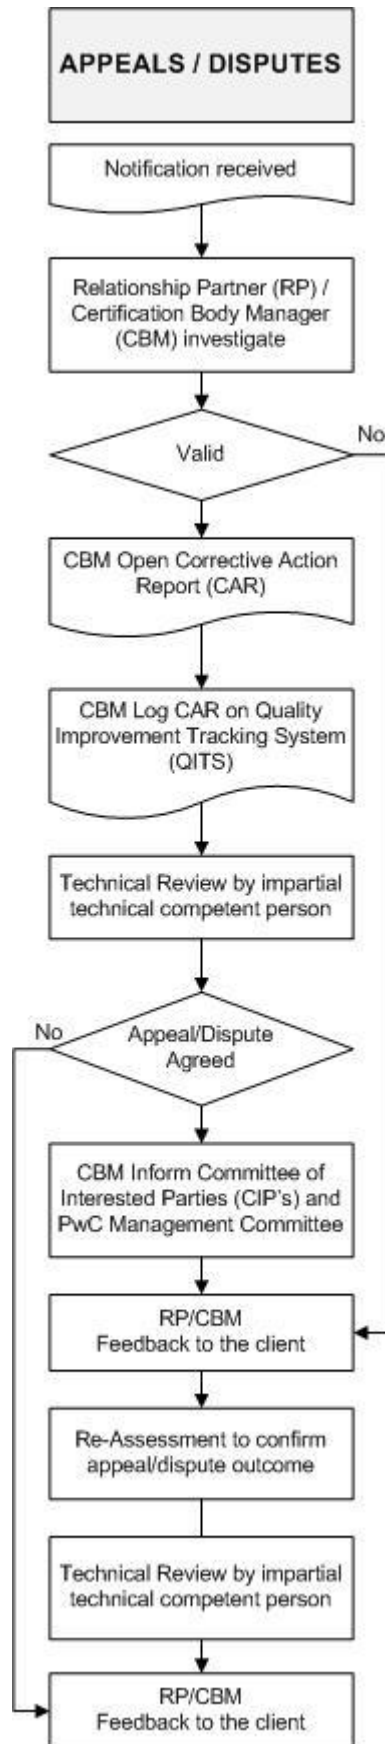 APPEALS / DISPUTES
Notification received
Relationship Partner (RP) /
Certification Body Manager
(CBM) investigate
Valid
No
CBM Open Corrective Action
Report (CAR)
CBM Log CAR on Quality
Improvement Tracking System
(QITS)
Technical Review by impartial
technical competent person
No
Appeal/Dispute
Agreed
CBM Inform Committee of
Interested Parties (CIP's) and
PwC Management Committee
RP/CBM
Feedback to the client
Re-Assessment to confirm
appeal/dispute outcome
Technical Review by impartial
technical competent person
RP/CBM
Feedback to the client